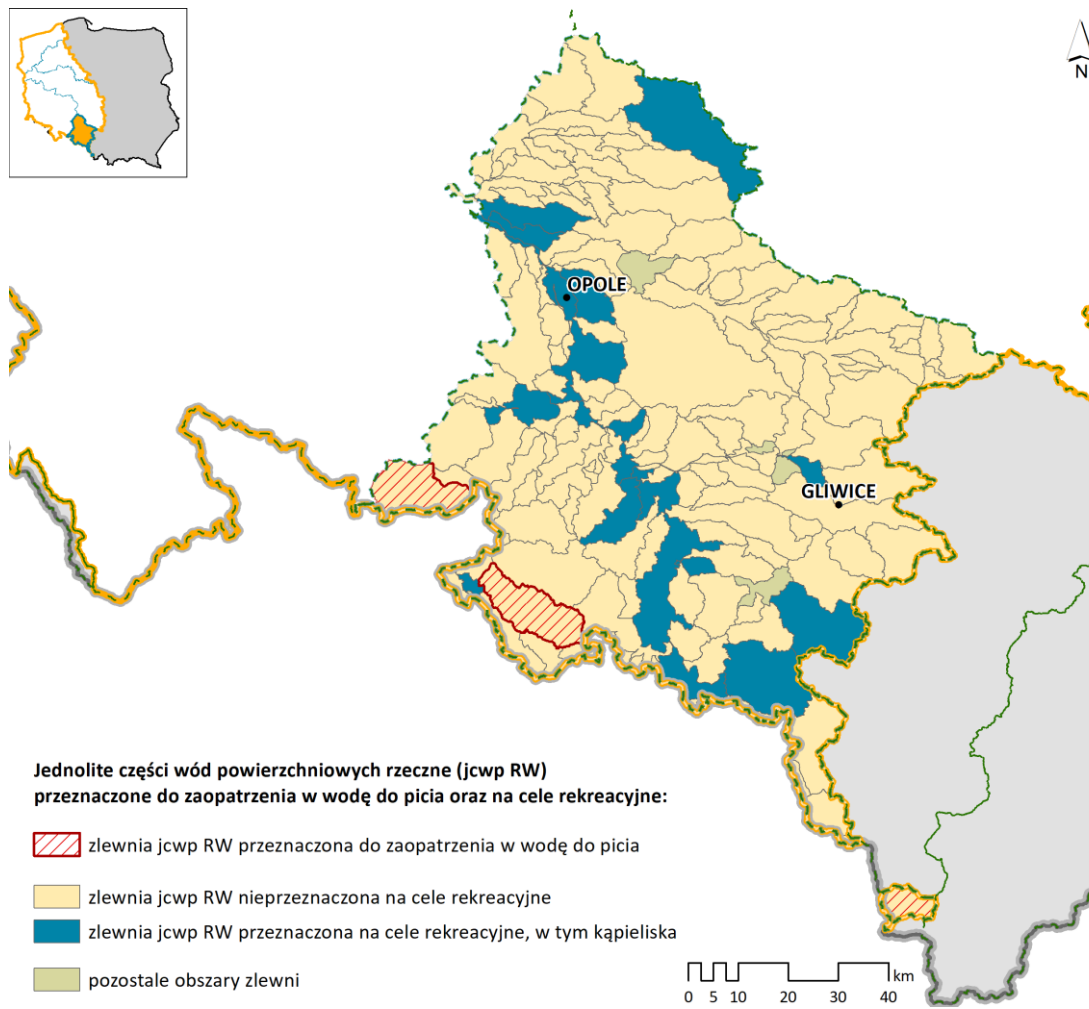 N
OPOLE
GLIWICE
Jednolite części wód powierzchniowych rzeczne (jcwp RW)
przeznaczone do zaopatrzenia w wodę do picia oraz na cele rekreacyjne:
zlewnia jcwp RW przeznaczona do zaopatrzenia w wodę do picia
zlewnia jcwp RW nieprzeznaczona na cele rekreacyjne
zlewnia jcwp RW przeznaczona na cele rekreacyjne, w tym kąpieliska
pozostałe obszary zlewni
km
0 5 10 20 30 40